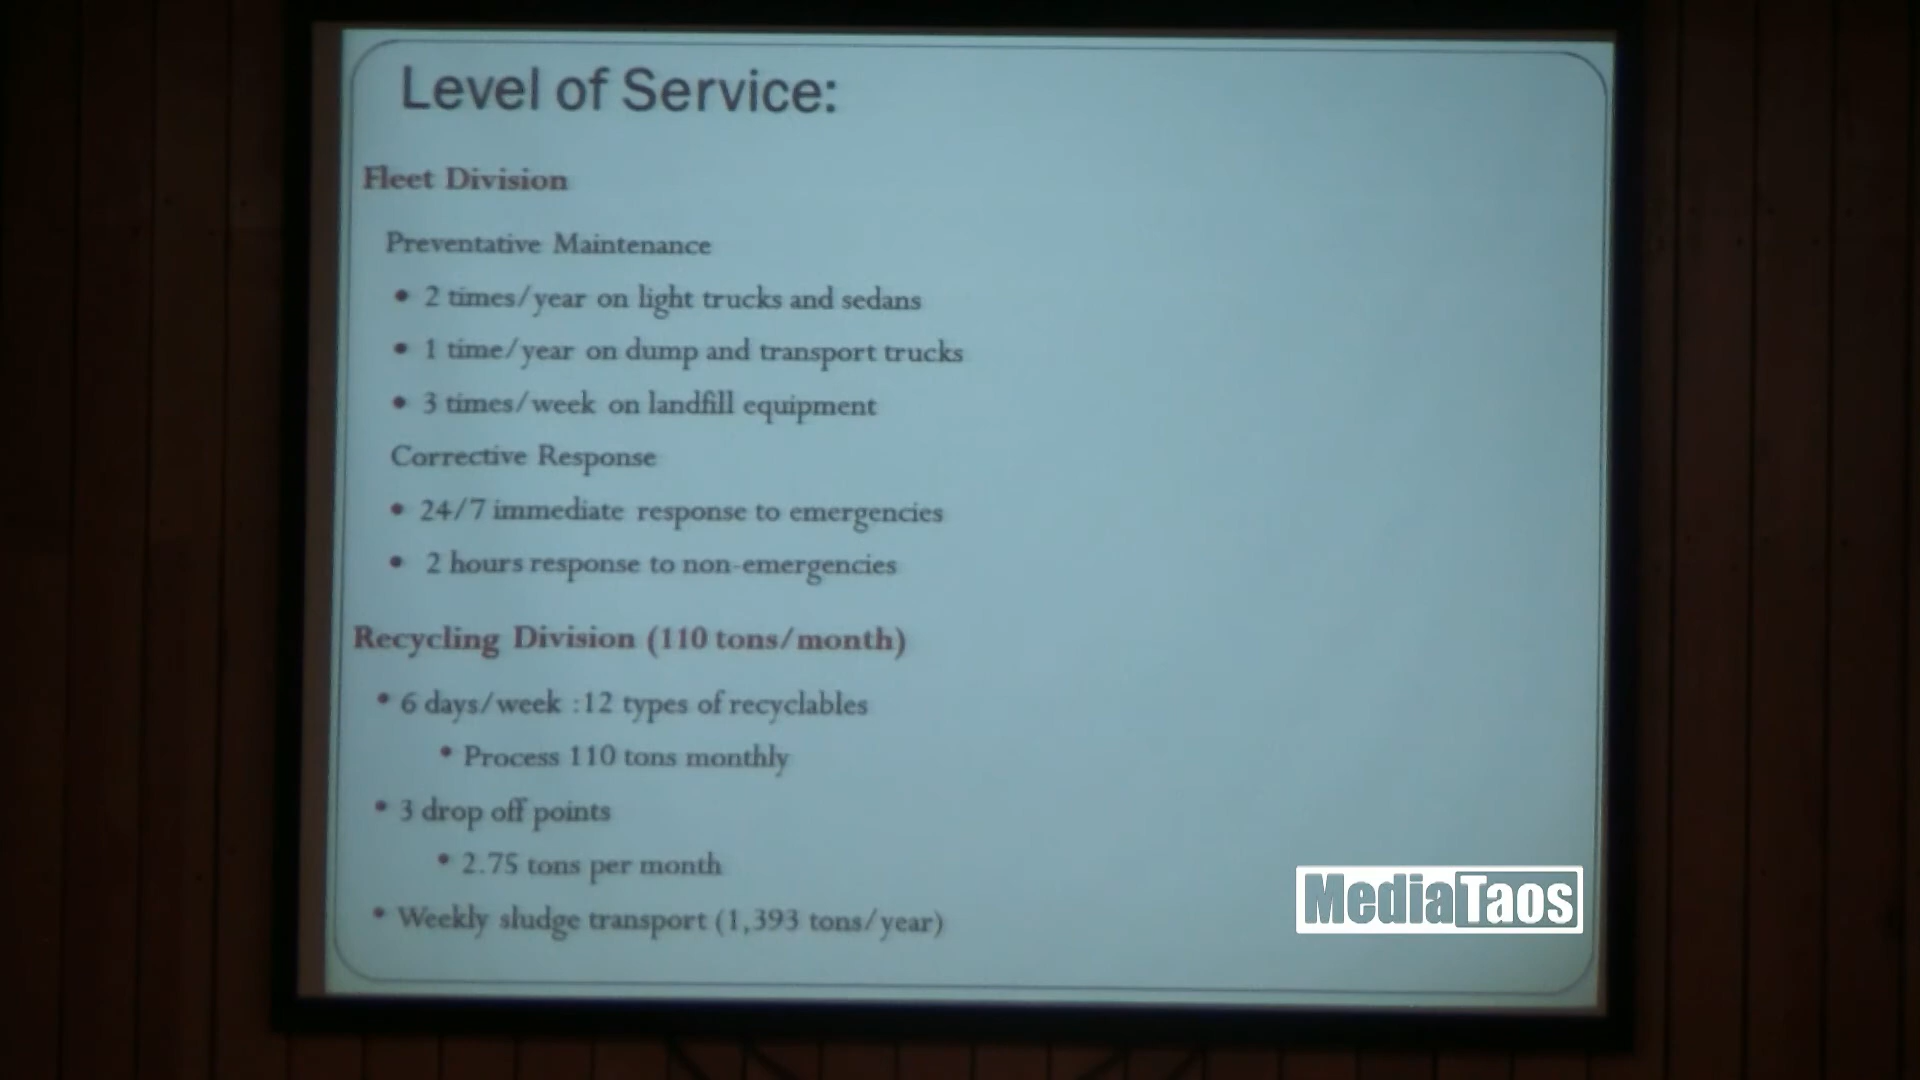 Level of Service:
Fleet Division
Preventative Maintenance
• 2 times/year on light trucks and sedans
• 1 time/year on dump and transport trucks
• 3 times/week on landfill equipment
Corrective Response
• 24/7 immediate response to emergencies
• 2 hours response to non-emergencies
Recycling Division (110 tons/month)
• 6 days/week :12 types of recyclables
• Process 110 tons monthly
• 3 drop off points
• 2.75 tons per month
• Weekly sludge transport (1,393 tons/year)
MediaTaos